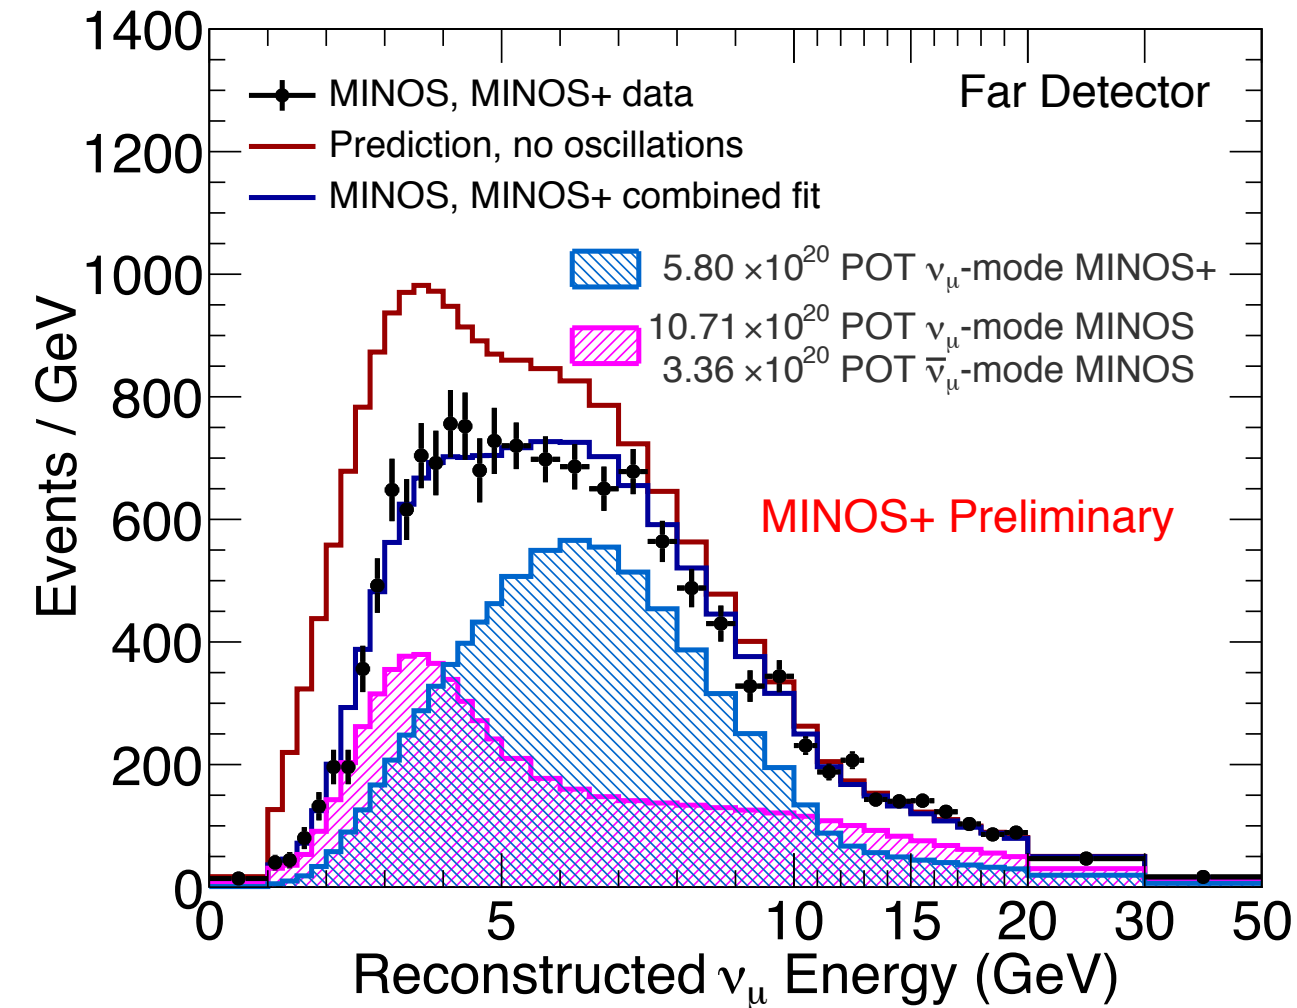 1400
1200
1000
800
600
400
200
0
Events / GeV
MINOS, MINOS+ data
Prediction, no oscillations
MINOS, MINOS+ combined fit
Far Detector
5.80 ×10²⁰ POT νμ-mode MINOS+
10.71 ×10²⁰ POT νμ-mode MINOS
3.36 ×10²⁰ POT ν̅μ-mode MINOS
MINOS+ Preliminary
0 5 10 15 20 30 50
Reconstructed νμ Energy (GeV)